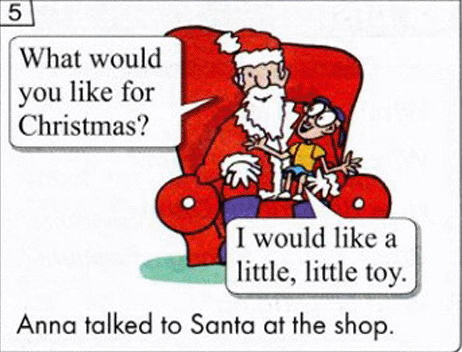 5
What would
you like for
Christmas?
I would like a
little, little toy.
Anna talked to Santa at the shop.